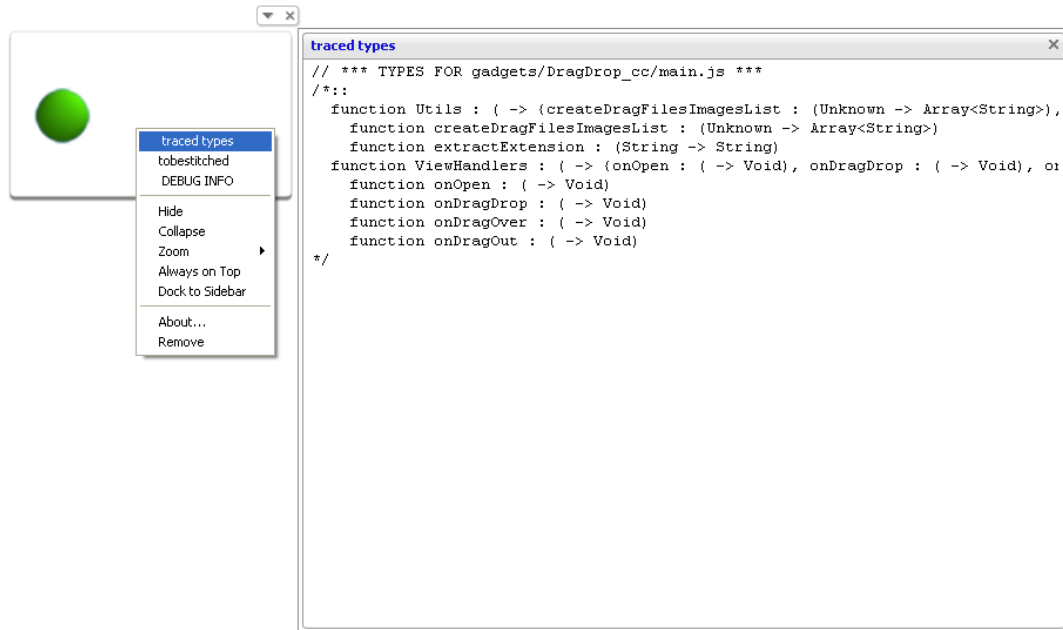 traced types
tobestitched
DEBUG INFO
Hide
Collapse
Zoom
Always on Top
Dock to Sidebar
About...
Remove
traced types
// *** TYPES FOR gadgets/DragDrop_cc/main.js ***
/*::
function Utils : ( -> {createDragFilesImagesList : (Unknown -> Array<String>),
function createDragFilesImagesList : (Unknown -> Array<String>)
function extractExtension : (String -> String)
function ViewHandlers : ( -> {onOpen : ( -> Void), onDragDrop : ( -> Void),
function onOpen : ( -> Void)
function onDragDrop : ( -> Void)
function onDragOver : ( -> Void)
function onDragOut : ( -> Void)
*/